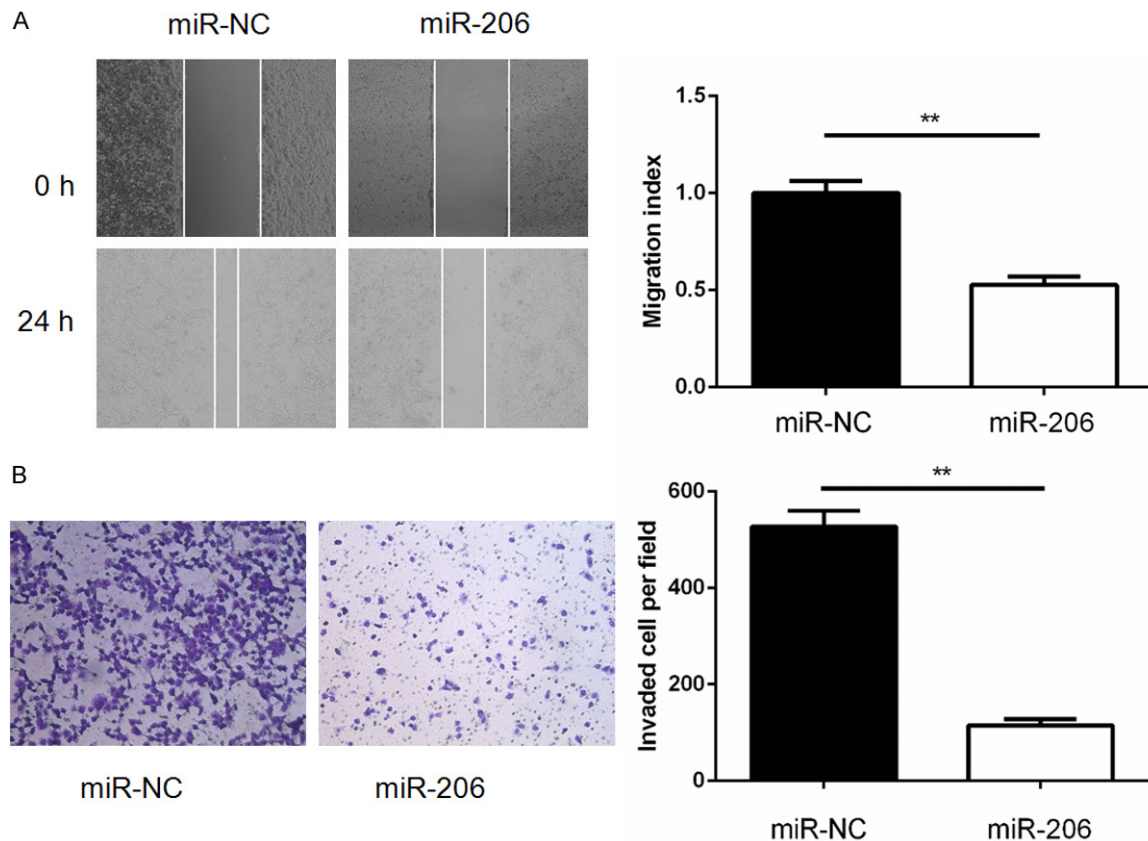 A
miR-NC
miR-206
0 h
24 h
Migration index
1.5
1.0
0.5
0.0
**
miR-NC
miR-206
B
miR-NC
miR-206
Invaded cell per field
600
400
200
0
**
miR-NC
miR-206